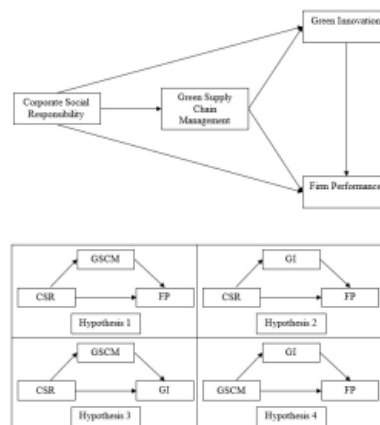 Green Innovation
Corporate Social
Responsibility
Green Supply
Chain
Management
Firm Performance
GSCM
CSR
FP
Hypothesis 1
GI
CSR
FP
Hypothesis 2
GSCM
CSR
GI
Hypothesis 3
GI
GSCM
FP
Hypothesis 4